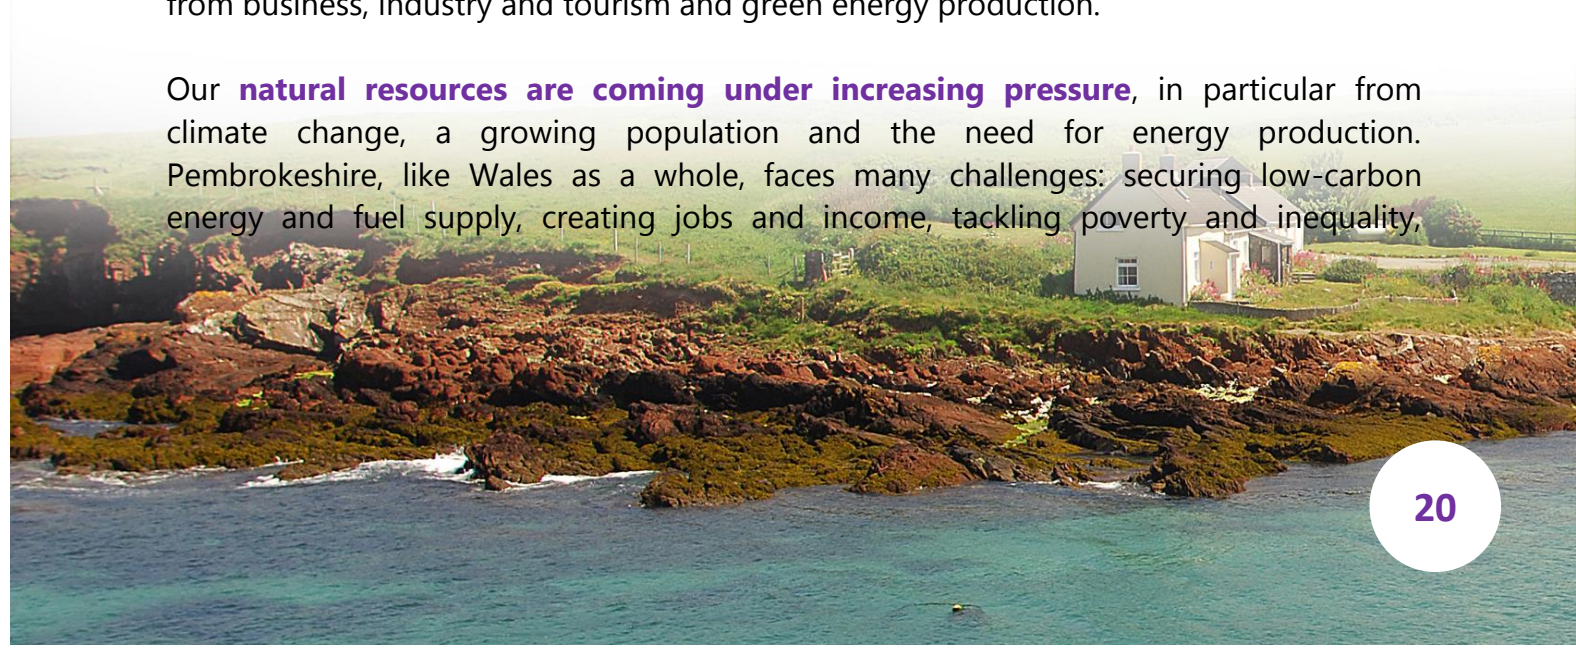 from business, industry and tourism and green energy production.
Our natural resources are coming under increasing pressure, in particular from
climate change, a growing population and the need for energy production.
Pembrokeshire, like Wales as a whole, faces many challenges: securing low-carbon
energy and fuel supply, creating jobs and income, tackling poverty and inequality,
20